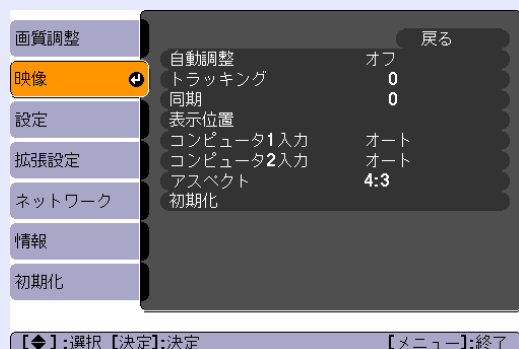 画質調整
映像
設定
拡張設定
ネットワーク
情報
初期化
戻る
自動調整 オフ
トラッキング 0
同期 0
表示位置
コンピュータ1入力 オート
コンピュータ2入力 オート
アスペクト 4:3
初期化
[◆]:選択 [決定]:決定 [メニュー]:終了